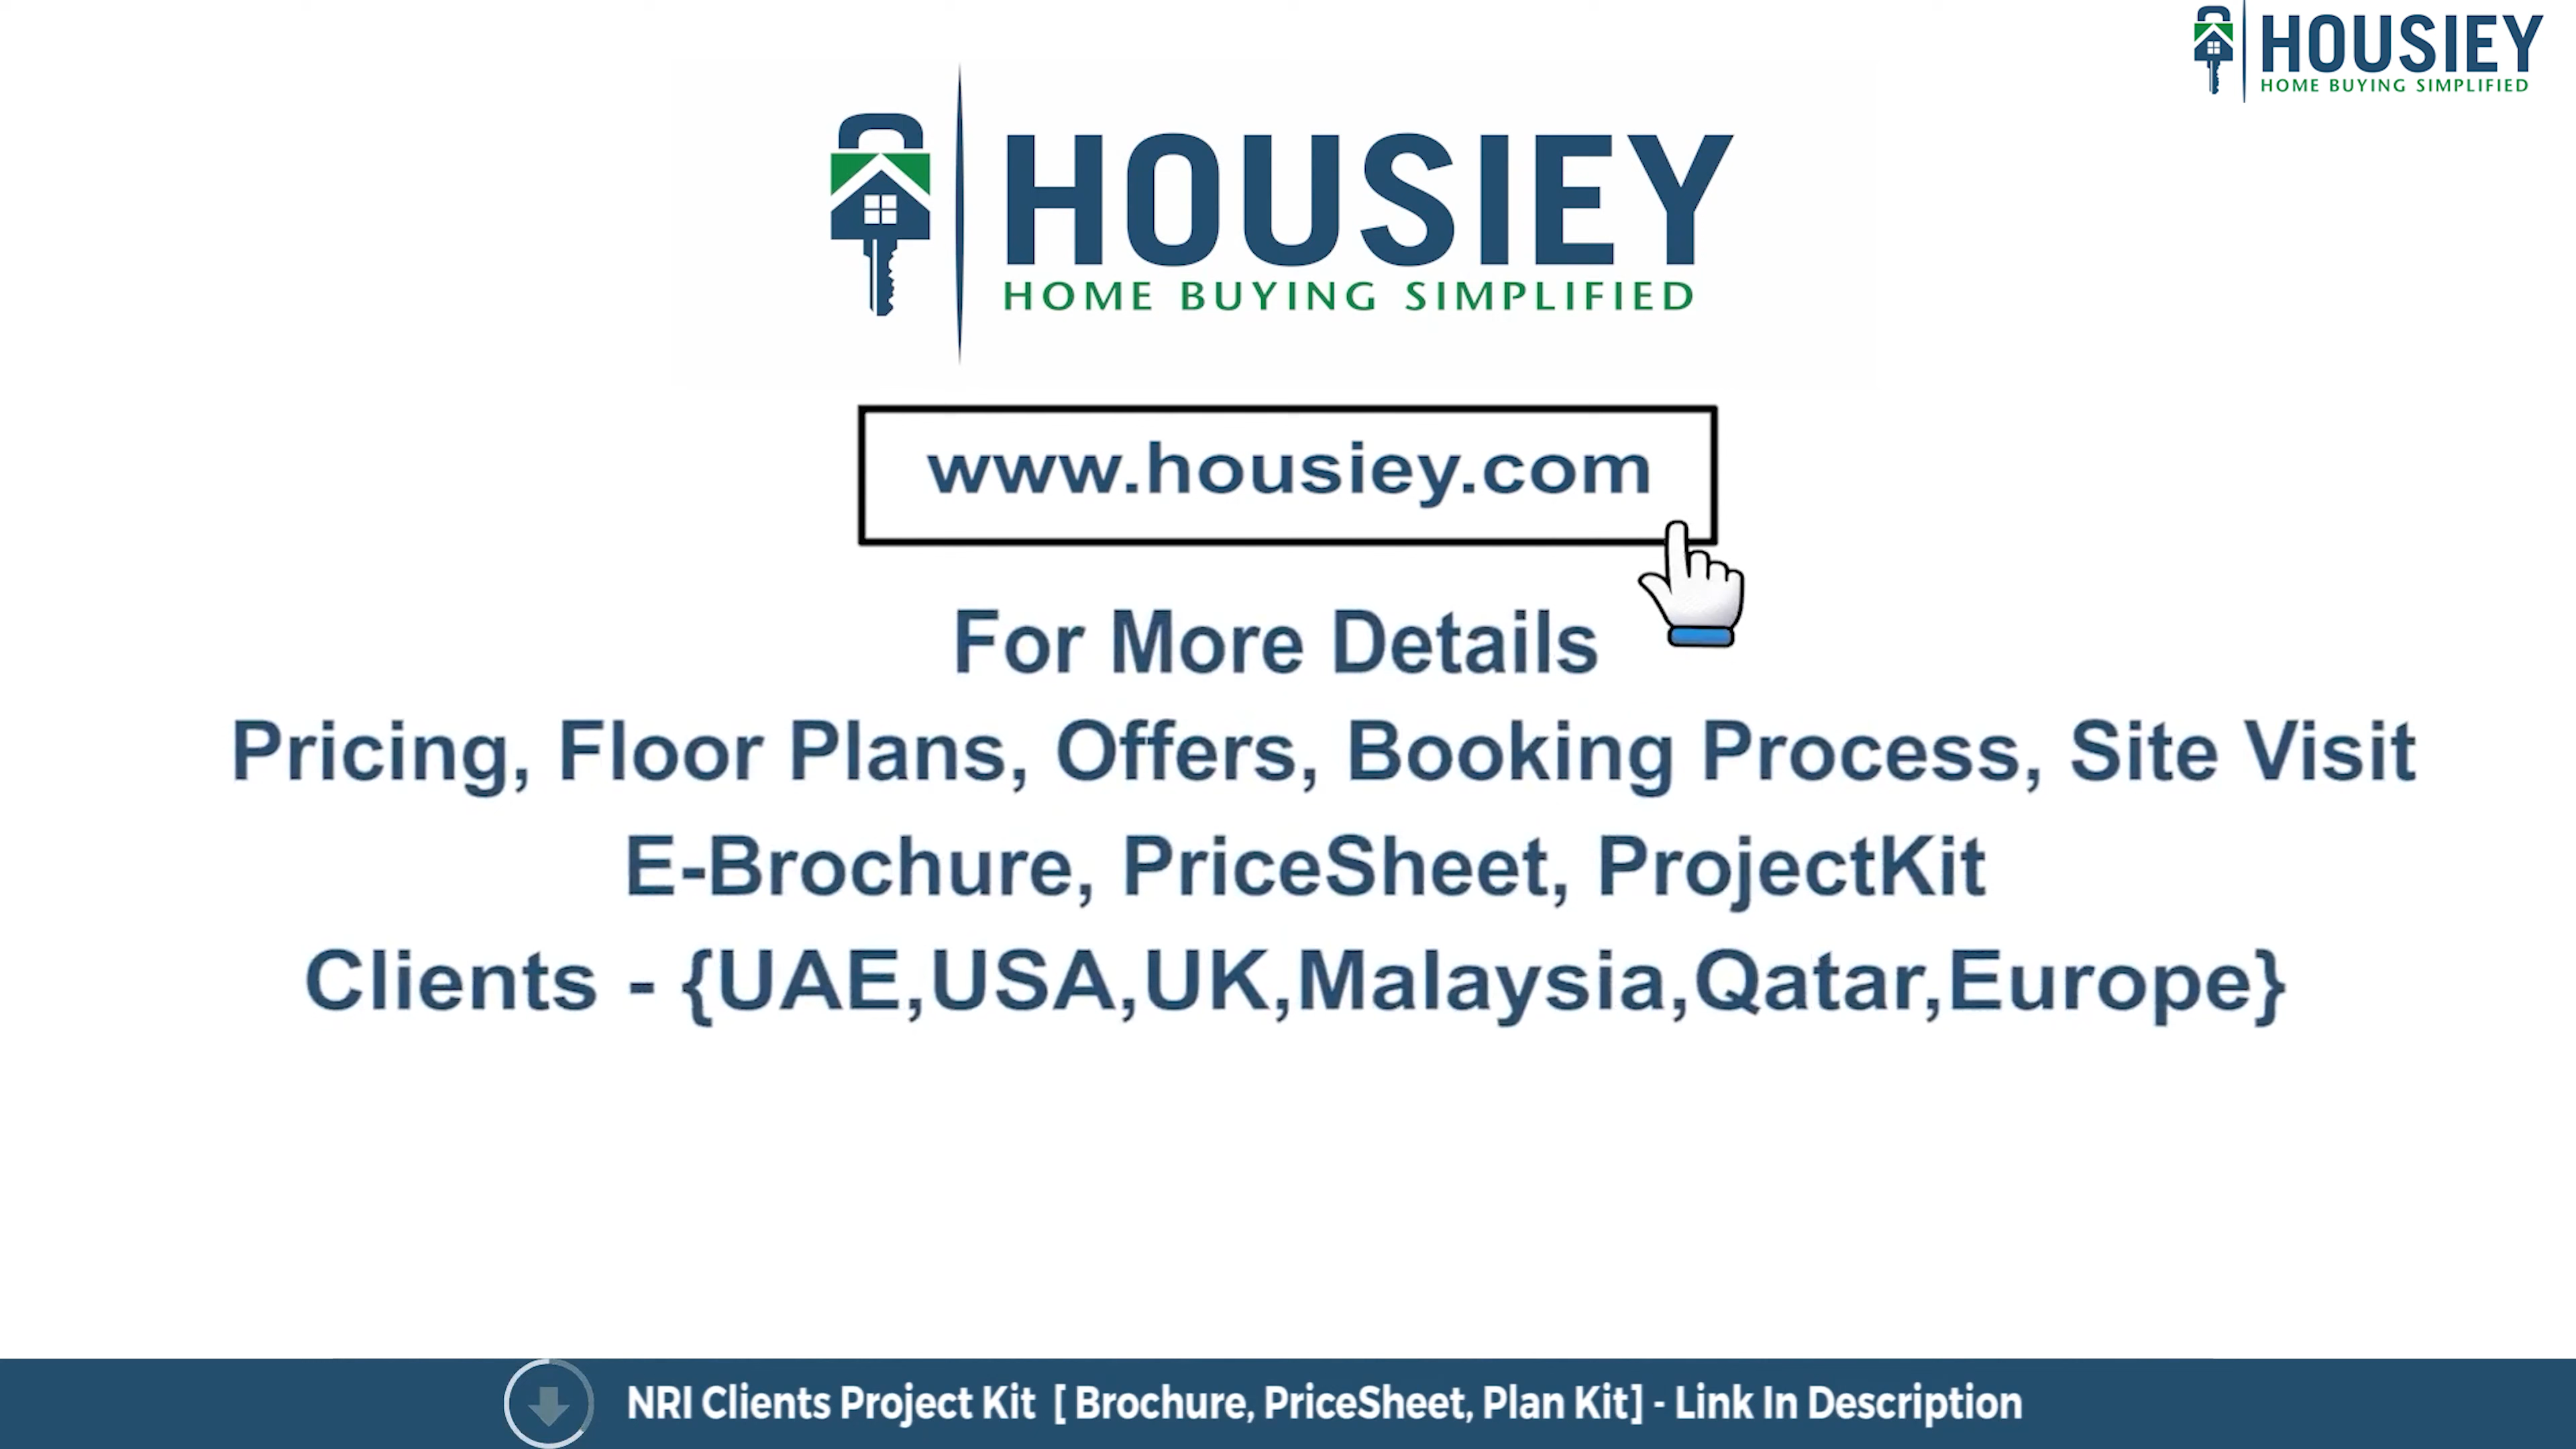 HOUSIEY
HOME BUYING SIMPLIFIED
HOUSIEY
HOME BUYING SIMPLIFIED
www.housiey.com
For More Details
Pricing, Floor Plans, Offers, Booking Process, Site Visit
E-Brochure, PriceSheet, ProjectKit
Clients - {UAE,USA,UK,Malaysia,Qatar,Europe}
NRI Clients Project Kit [ Brochure, PriceSheet, Plan Kit] - Link In Description